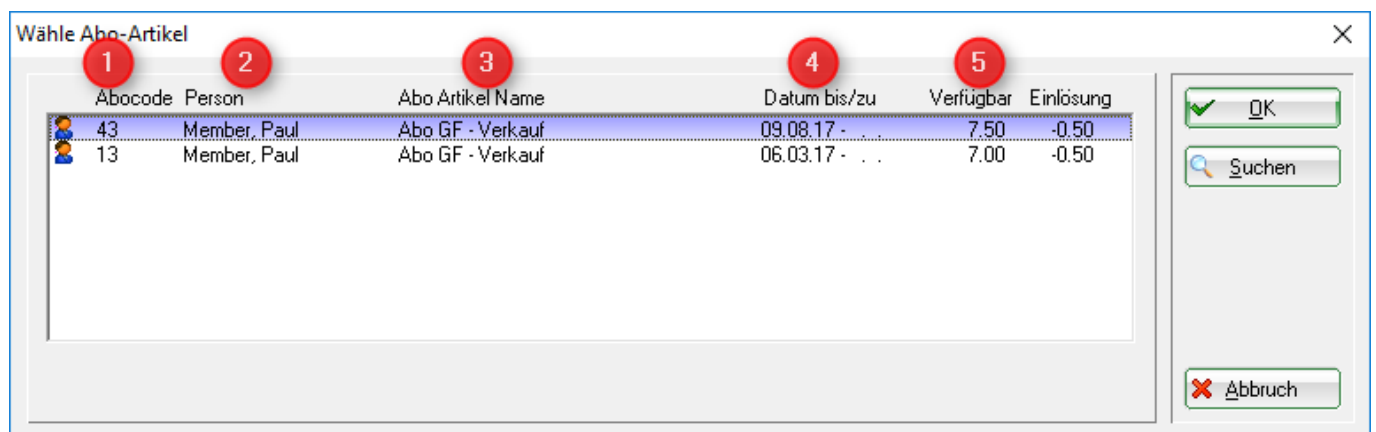 Wähle Abo-Artikel
1 2 3 4 5
Abocode Person Abo Artikel Name Datum bis/zu Verfügbar Einlösung
43 Member, Paul Abo GF - Verkauf 09.08.17 - . . 7.50 -0.50
13 Member, Paul Abo GF - Verkauf 06.03.17 - . . 7.00 -0.50
OK
Suchen
Abbruch